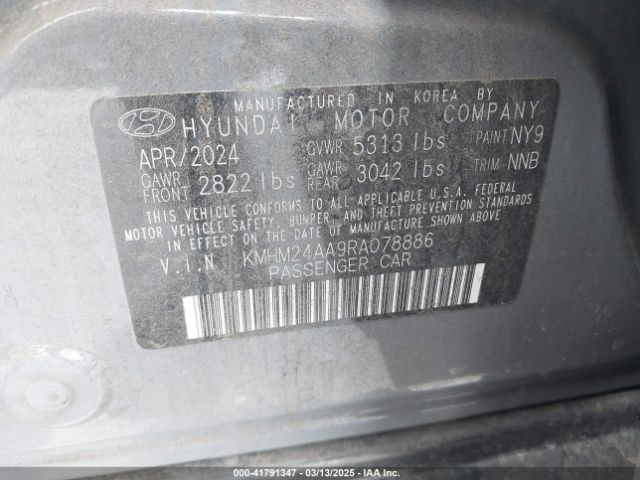 MANUFACTURED IN KOREA BY
HYUNDAI MOTOR COMPANY
APR/2024 GVWR 5313 lbs PAINT NY9
GAWR FRONT 2822 lbs GAWR REAR 3042 lbs TRIM NNB
THIS VEHICLE CONFORMS TO ALL APPLICABLE U.S.A. FEDERAL
MOTOR VEHICLE SAFETY, BUMPER, AND THEFT PREVENTION STANDARDS
IN EFFECT ON THE DATE OF MANUFACTURE SHOWN ABOVE.
V.I.N KMHM24AA9RA078886
PASSENGER CAR
000-41791347 | 03/13/2025 | IAA Inc.